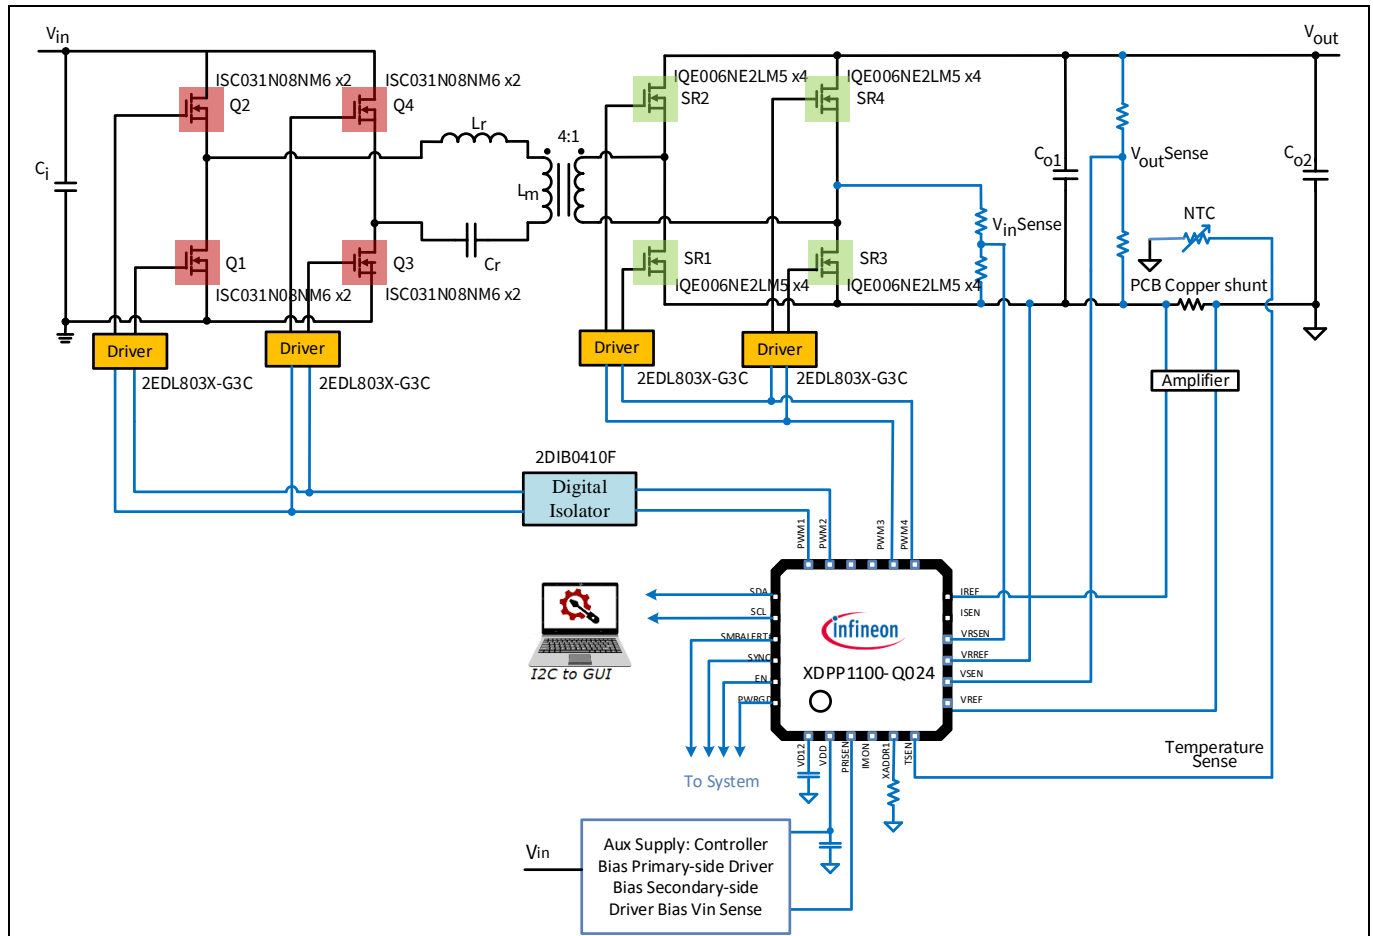 Vin
Vout
ISC031N08NM6 x2
ISC031N08NM6 x2
IQE006NE2LM5 x4
IQE006NE2LM5 x4
Q2
Q4
SR2
SR4
Lr
4:1
Ci
Lm
Co1
VoutSense
Co2
NTC
VinSense
Cr
Q1
Q3
SR1
SR3
ISC031N08NM6 x2
ISC031N08NM6 x2
IQE006NE2LM5 x4
IQE006NE2LM5 x4
PCB Copper shunt
Driver
Driver
Driver
Driver
2EDL803X-G3C
2EDL803X-G3C
2EDL803X-G3C
2EDL803X-G3C
Amplifier
2DIB0410F
Digital
Isolator
PWM1
PWM2
PWM3
PWM4
SDA
SCL
SMBALERT
SYNC
EN
PWRGD
IREF
ISEN
VRSEN
VRREF
VSEN
VREF
infineon
XDPP1100-Q024
I2C to GUI
VD12
VDD
PRISEN
IMON
XADDR1
TSEN
To System
Temperature
Sense
Vin
Aux Supply: Controller
Bias Primary-side Driver
Bias Secondary-side
Driver Bias Vin Sense